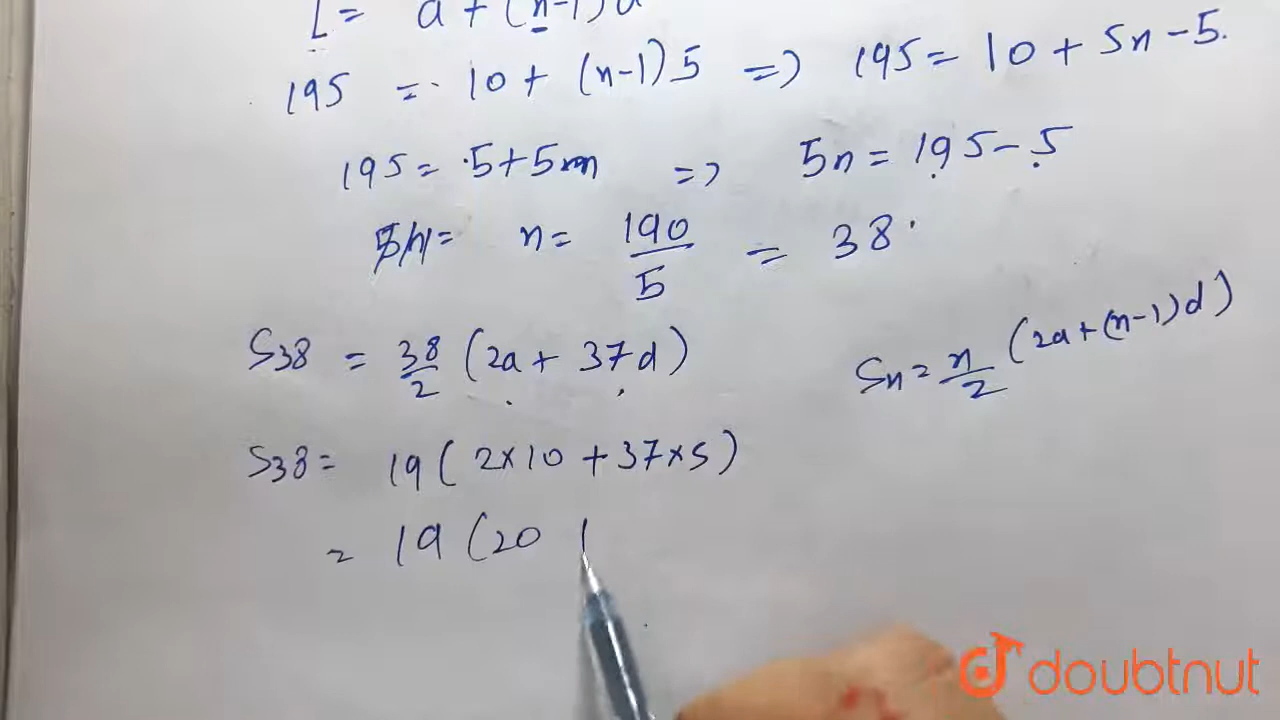 L = a + (n-1)d
195 = 10 + (n-1)5 => 195 = 10 + 5n - 5.
195 = 5 + 5n => 5n = 195 - 5
n = 190/5 = 38
S38 = 38/2 (2a + 37d) Sn = n/2 (2a + (n-1)d)
S38 = 19 (2×10 + 37×5)
= 19 (20
doubtnut